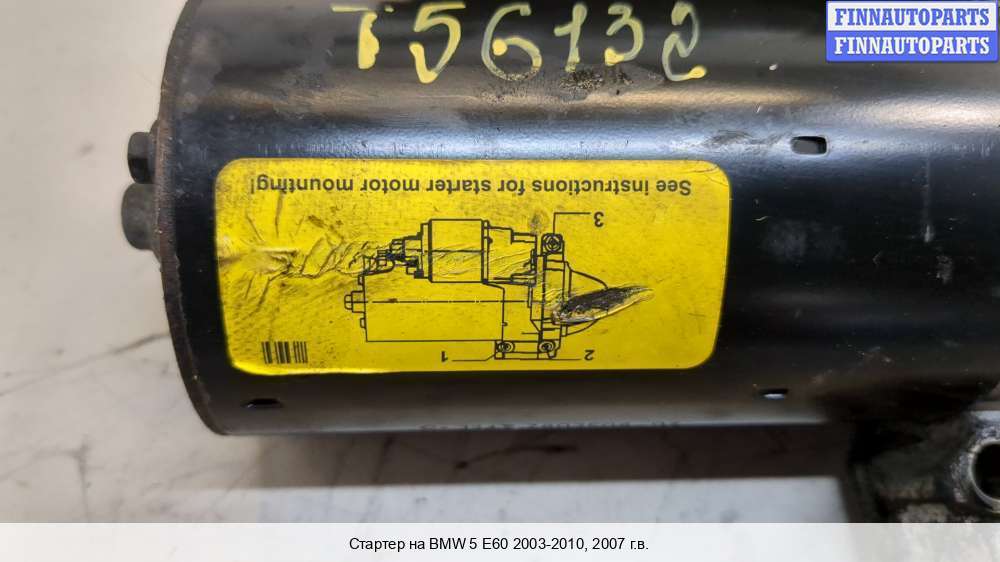 T56132
FINNAUTOPARTS
FINNAUTOPARTS
See instructions for starter motor mounting!
3
1
2
Стартер на BMW 5 E60 2003-2010, 2007 г.в.